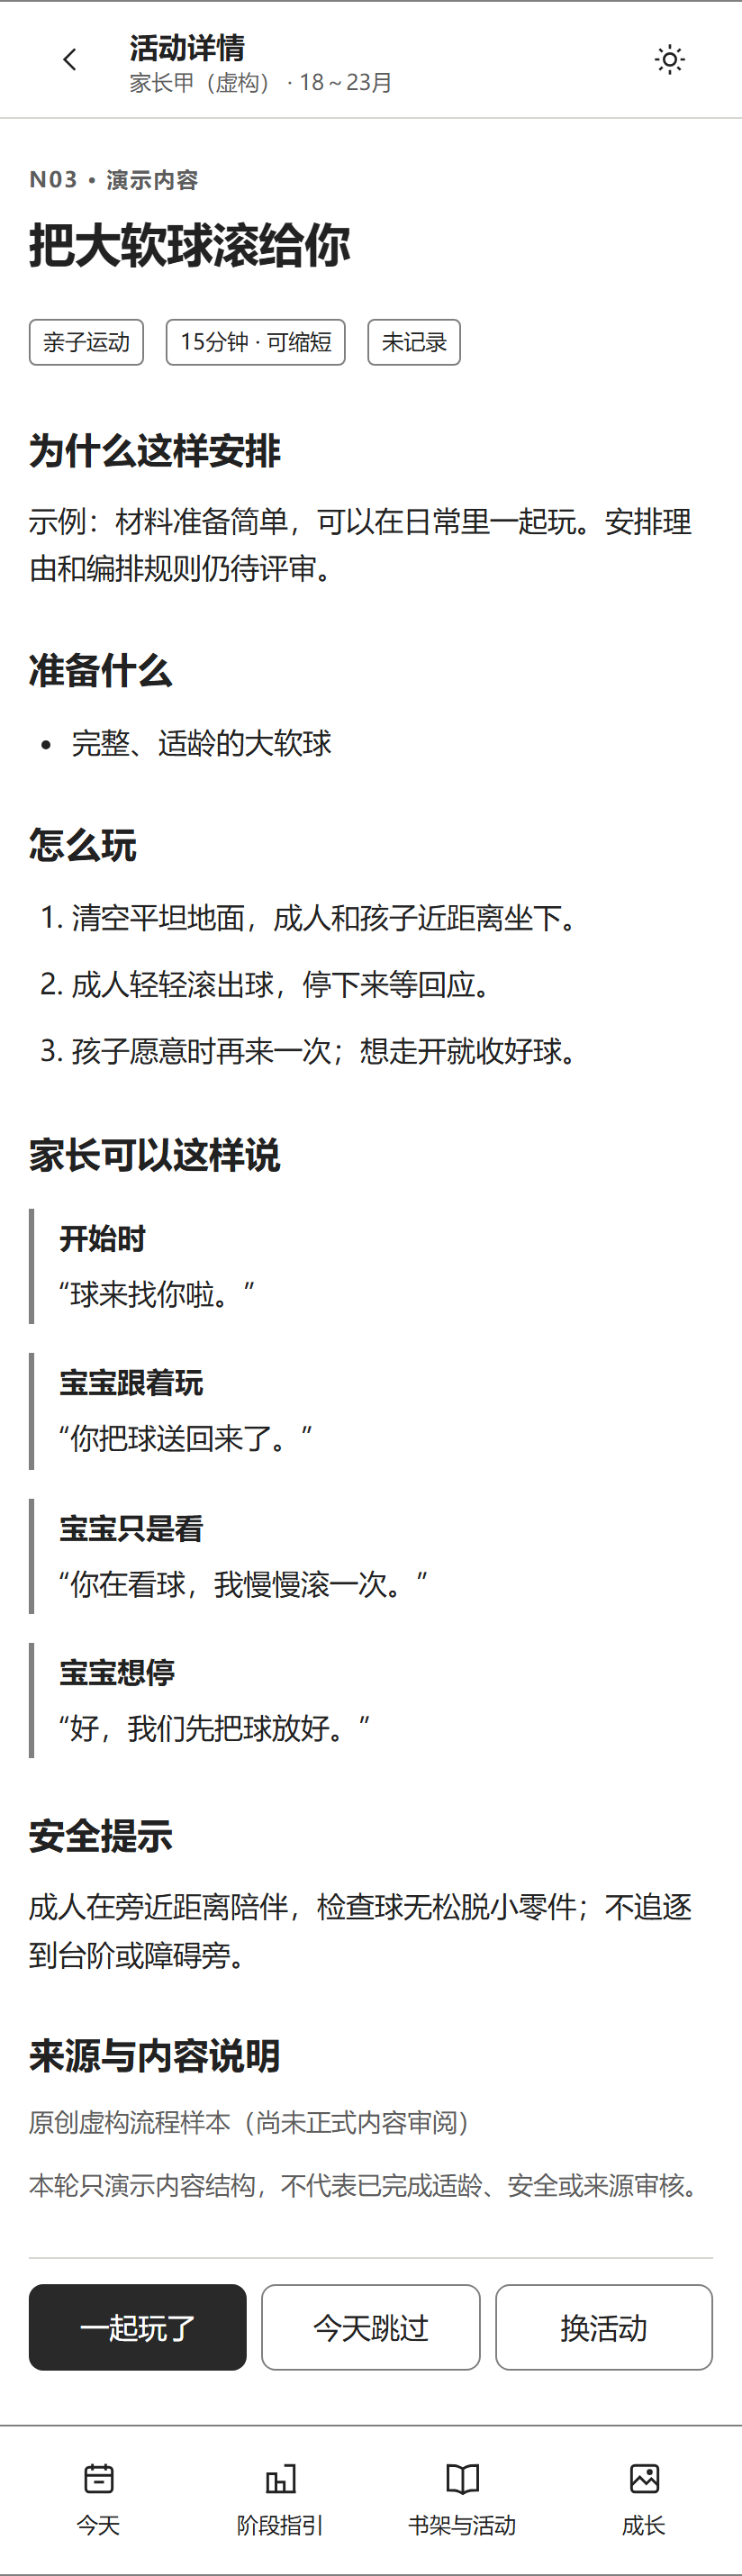 活动详情
家长甲（虚构） · 18～23月
N03 • 演示内容
把大软球滚给你
亲子运动
15分钟 · 可缩短
未记录
为什么这样安排
示例：材料准备简单，可以在日常里一起玩。安排理
由和编排规则仍待评审。
准备什么
• 完整、适龄的大软球
怎么玩
1. 清空平坦地面，成人和孩子近距离坐下。
2. 成人轻轻滚出球，停下来等回应。
3. 孩子愿意时再来一次；想走开就收好球。
家长可以这样说
开始时
“球来找你啦。”
宝宝跟着玩
“你把球送回来了。”
宝宝只是看
“你在看球，我慢慢滚一次。”
宝宝想停
“好，我们先把球放好。”
安全提示
成人在旁近距离陪伴，检查球无松脱小零件；不追逐
到台阶或障碍旁。
来源与内容说明
原创虚构流程样本（尚未正式内容审阅）
本轮只演示内容结构，不代表已完成适龄、安全或来源审核。
一起玩了
今天跳过
换活动
今天
阶段指引
书架与活动
成长